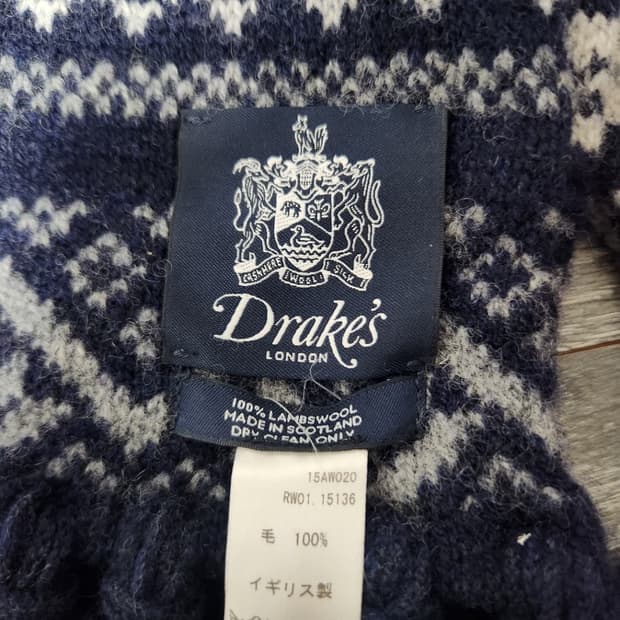 CASHMERE WOOL SILK
Drake's
LONDON
100% LAMBSWOOL
MADE IN SCOTLAND
DRY CLEAN ONLY
15AW020
RW01.15136
毛 100%
イギリス製